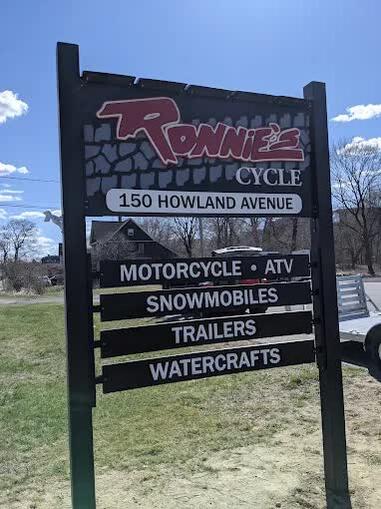 RONNIE'S
CYCLE
150 HOWLAND AVENUE
MOTORCYCLE • ATV
SNOWMOBILES
TRAILERS
WATERCRAFTS